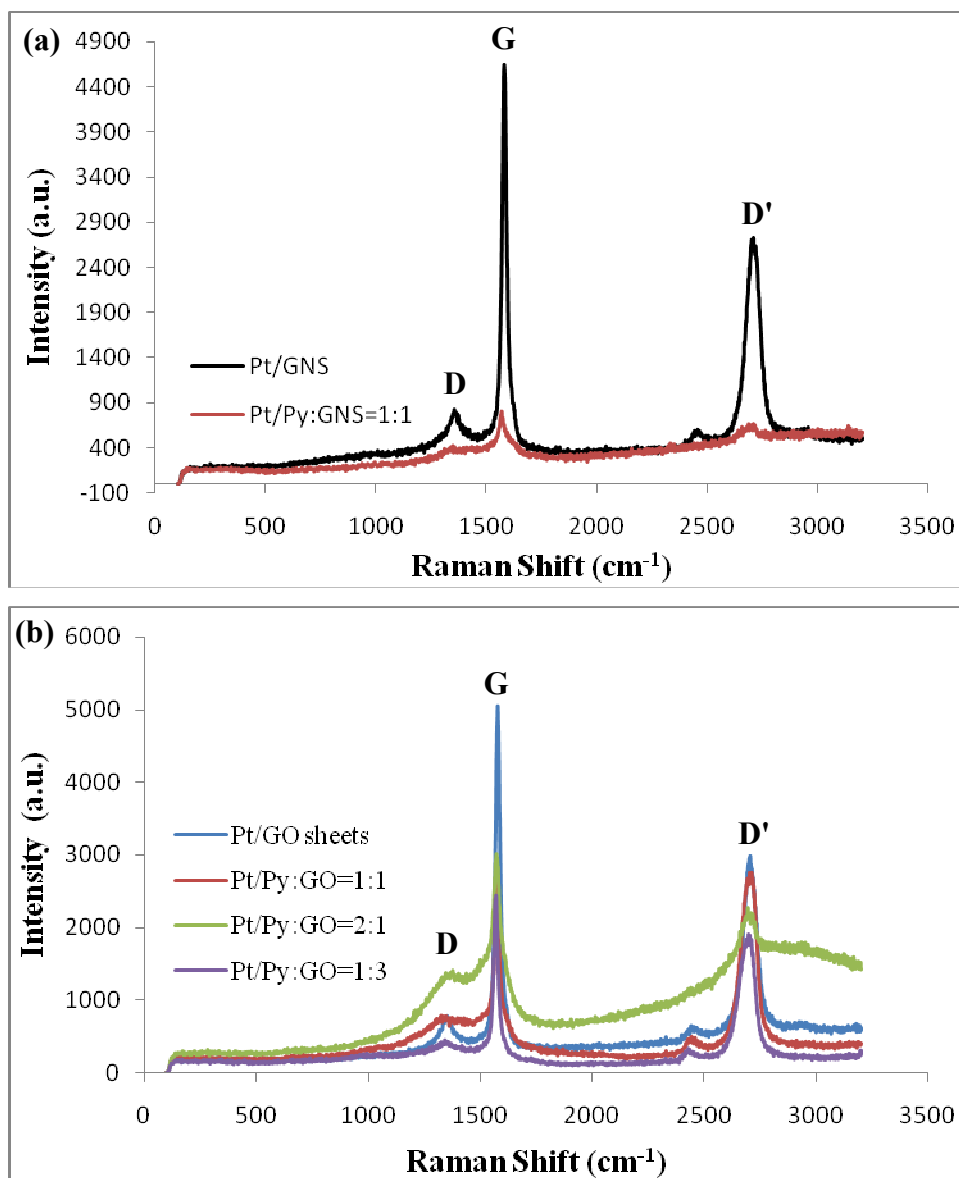 (a)
G
4900
4400
3900
3400
2900
2400
1900
1400
900
400
-100
Intensity (a.u.)
D'
D
Pt/GNS
Pt/Py:GNS=1:1
0 500 1000 1500 2000 2500 3000 3500
Raman Shift (cm-1)
(b)
6000
5000
4000
3000
2000
1000
0
Intensity (a.u.)
G
D'
D
Pt/GO sheets
Pt/Py:GO=1:1
Pt/Py:GO=2:1
Pt/Py:GO=1:3
0 500 1000 1500 2000 2500 3000 3500
Raman Shift (cm-1)